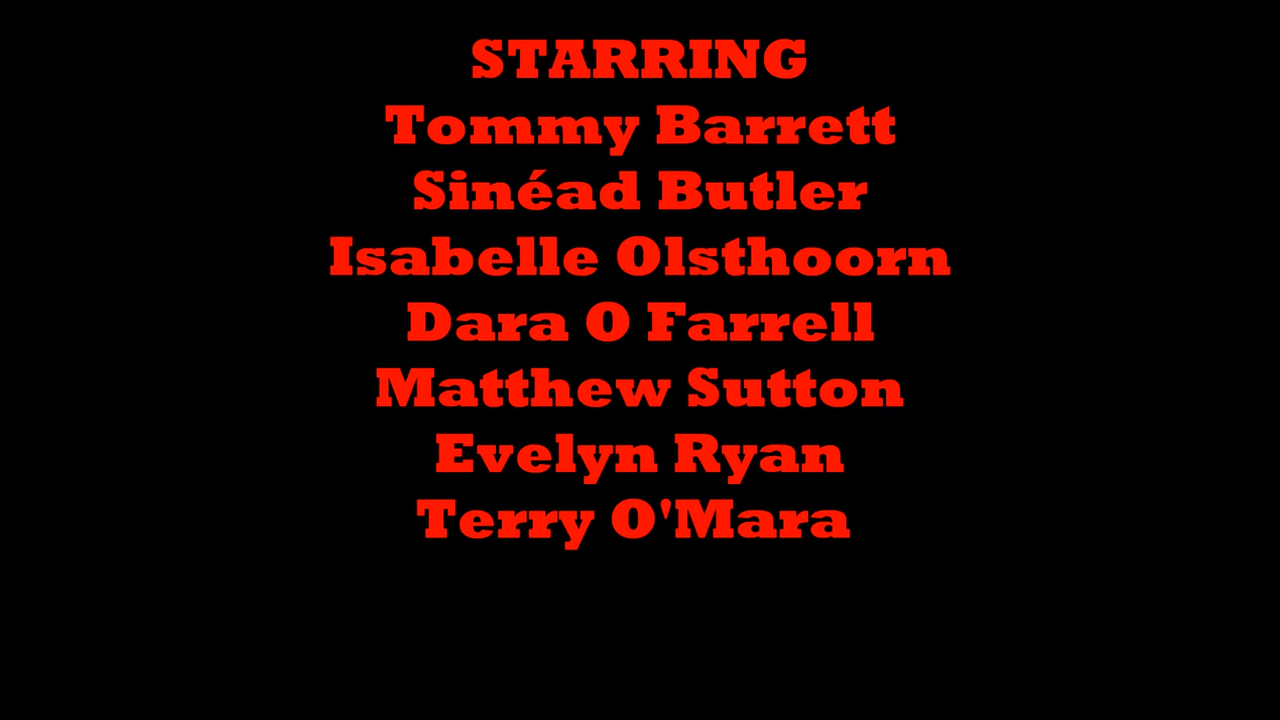 STARRING
Tommy Barrett
Sinéad Butler
Isabelle Olsthoorn
Dara O Farrell
Matthew Sutton
Evelyn Ryan
Terry O'Mara